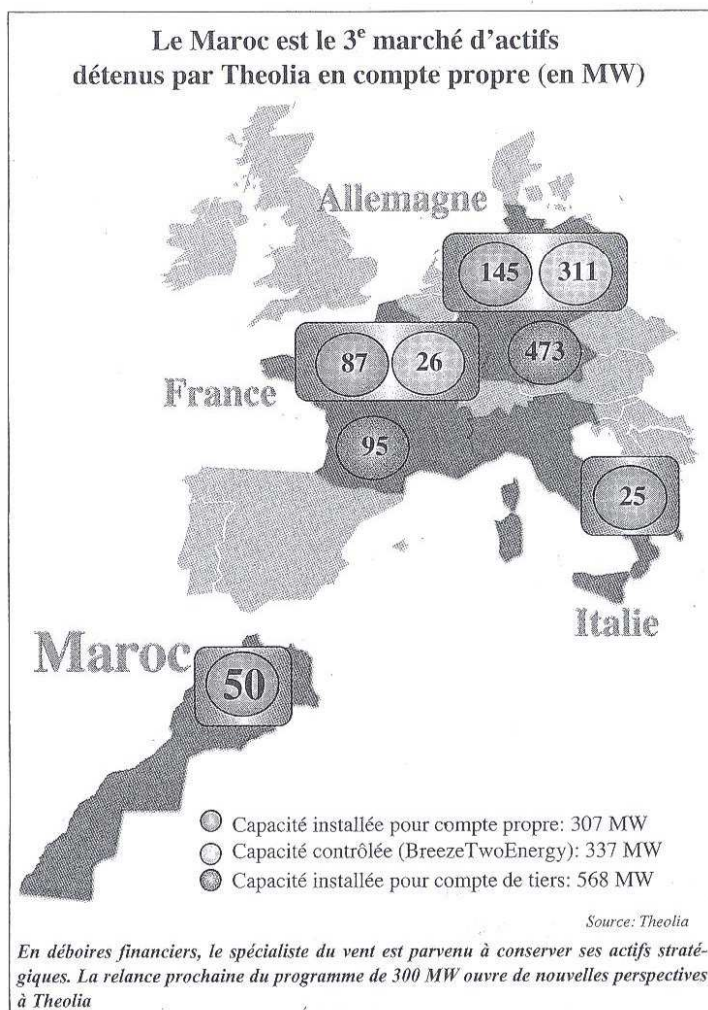 Le Maroc est le 3e marché d'actifs
détenus par Theolia en compte propre (en MW)
Allemagne
145
311
87
26
473
France
95
25
Italie
Maroc
50
Capacité installée pour compte propre: 307 MW
Capacité contrôlée (BreezeTwoEnergy): 337 MW
Capacité installée pour compte de tiers: 568 MW
Source: Theolia
En déboires financiers, le spécialiste du vent est parvenu à conserver ses actifs straté-
giques. La relance prochaine du programme de 300 MW ouvre de nouvelles perspectives
à Theolia